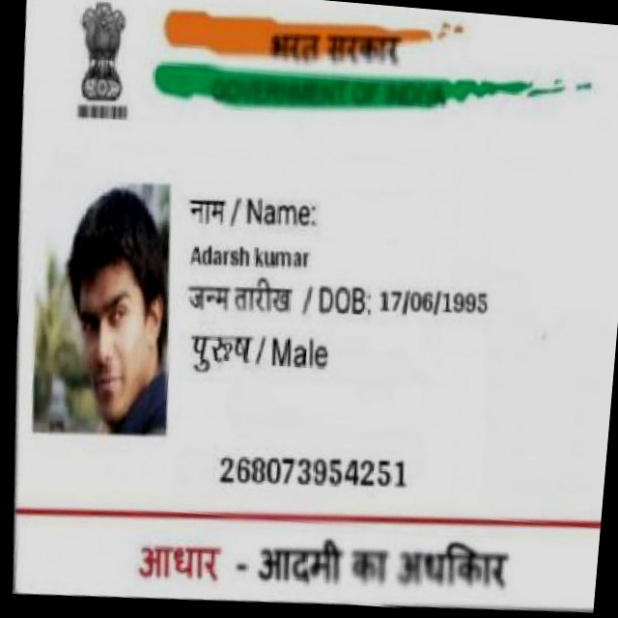 भारत सरकार
GOVERNMENT OF INDIA
नाम / Name:
Adarsh kumar
जन्म तारीख / DOB: 17/06/1995
पुरुष / Male
268073954251
आधार - आदमी का अधिकार